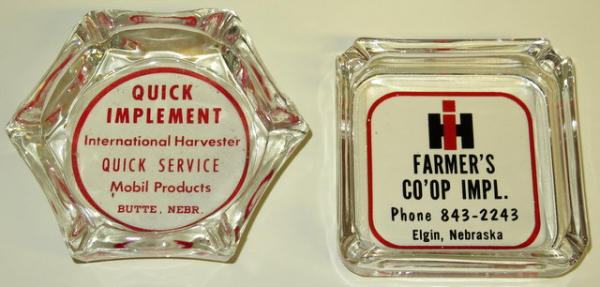 QUICK
IMPLEMENT
International Harvester
QUICK SERVICE
Mobil Products
BUTTE, NEBR.
IH
FARMER'S
CO'OP IMPL.
Phone 843-2243
Elgin, Nebraska